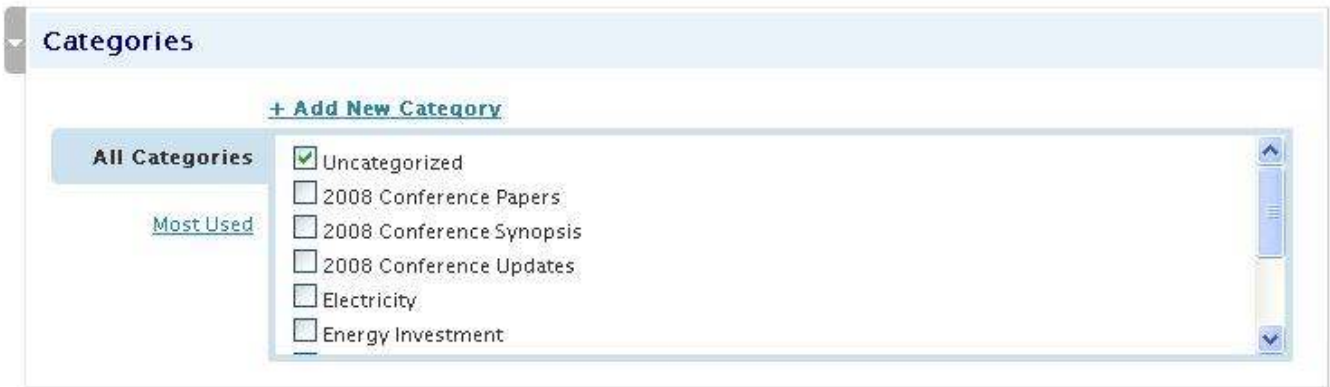 Categories
+ Add New Category
All Categories
Most Used
Uncategorized
2008 Conference Papers
2008 Conference Synopsis
2008 Conference Updates
Electricity
Energy Investment